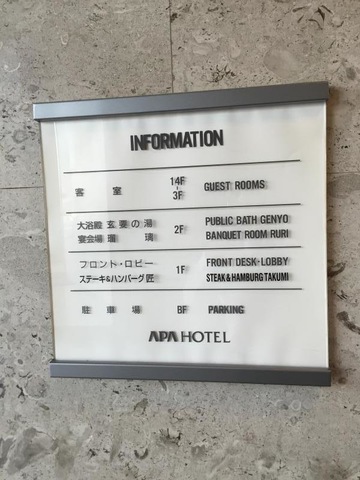 INFORMATION
客室 14F - 3F GUEST ROOMS
大浴殿 玄要の湯 2F PUBLIC BATH GENYO
宴会場 瑠璃 BANQUET ROOM RURI
フロント・ロビー 1F FRONT DESK・LOBBY
ステーキ&ハンバーグ 匠 STEAK & HAMBURG TAKUMI
駐車場 BF PARKING
APA HOTEL